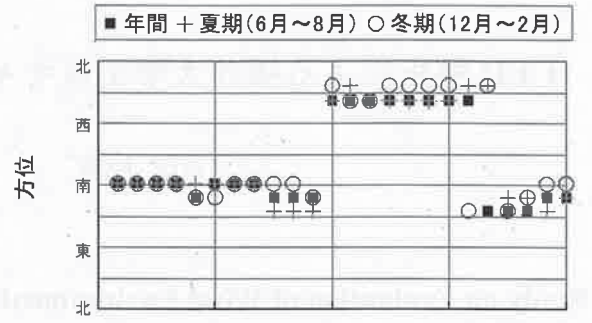 ■ 年間 ＋夏期(6月～8月) ○ 冬期(12月～2月)
方位
北
西
南
東
北